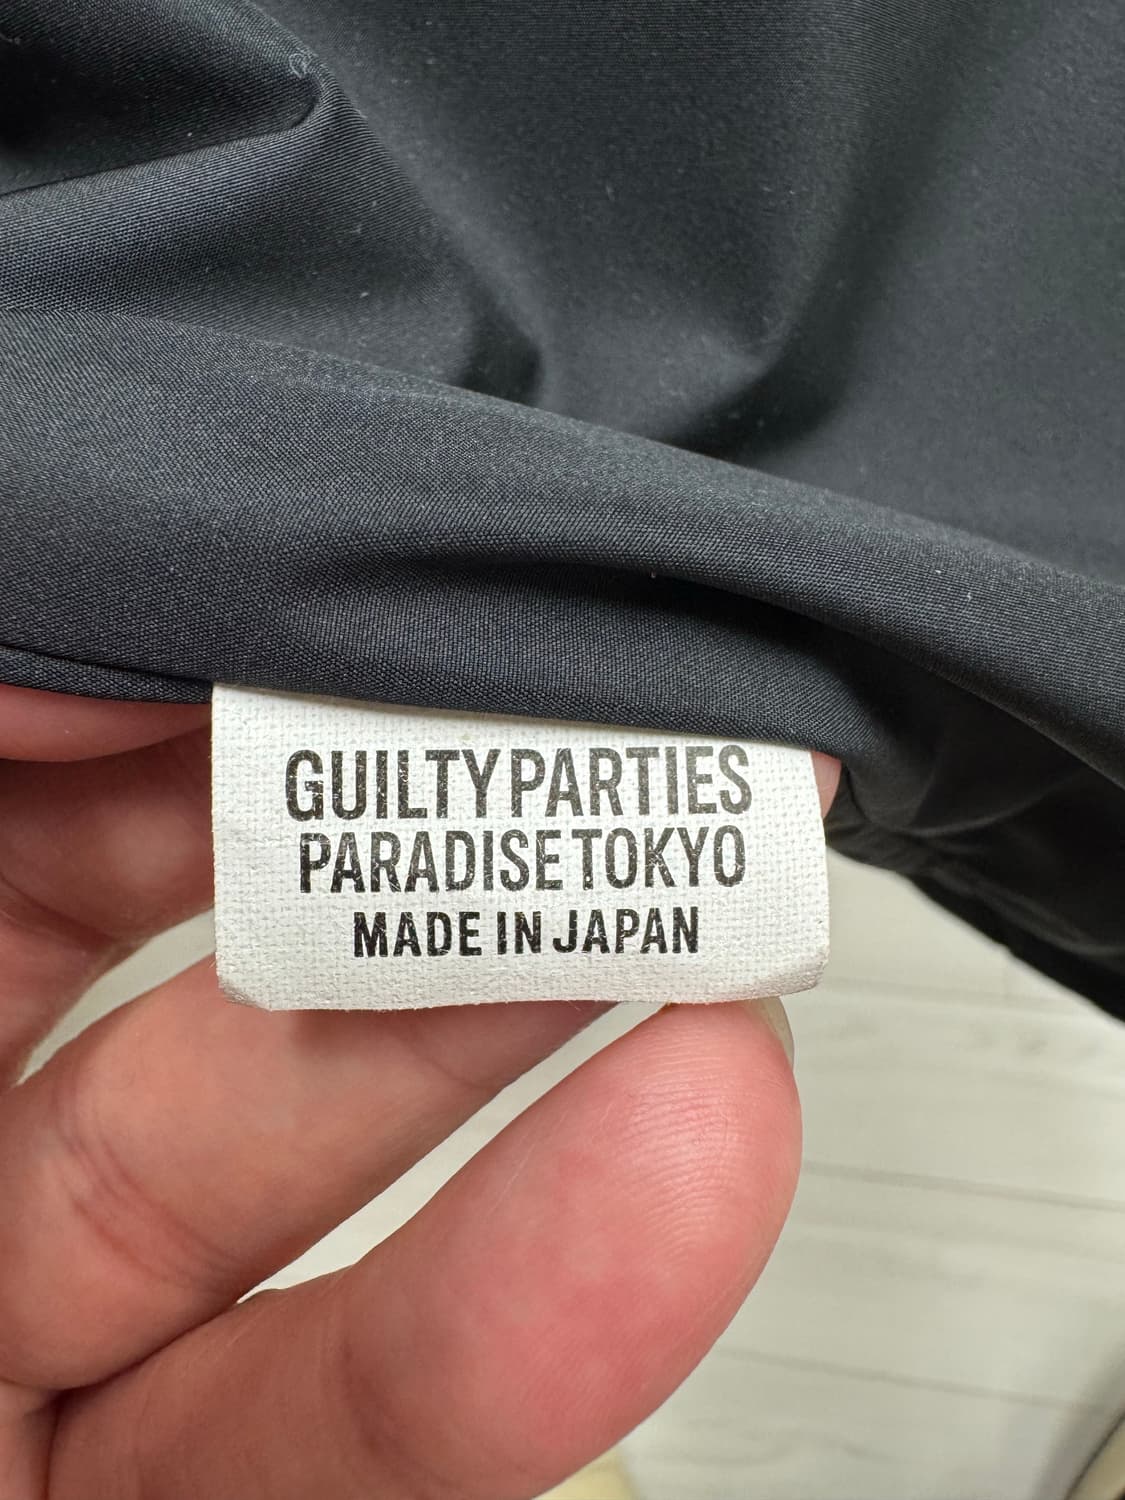 GUILTY PARTIES
PARADISE TOKYO
MADE IN JAPAN